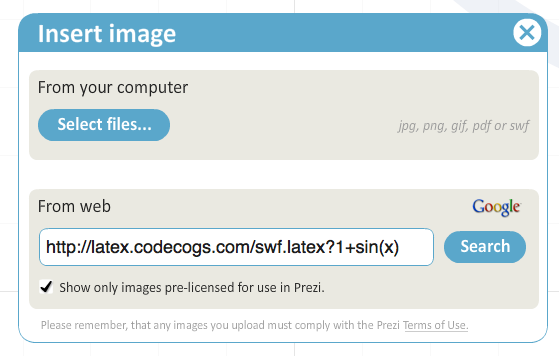 Insert image
From your computer
Select files...
jpg, png, gif, pdf or swf
From web
Google
http://latex.codecogs.com/swf.latex?1+sin(x)
Search
Show only images pre-licensed for use in Prezi.
Please remember, that any images you upload must comply with the Prezi Terms of Use.